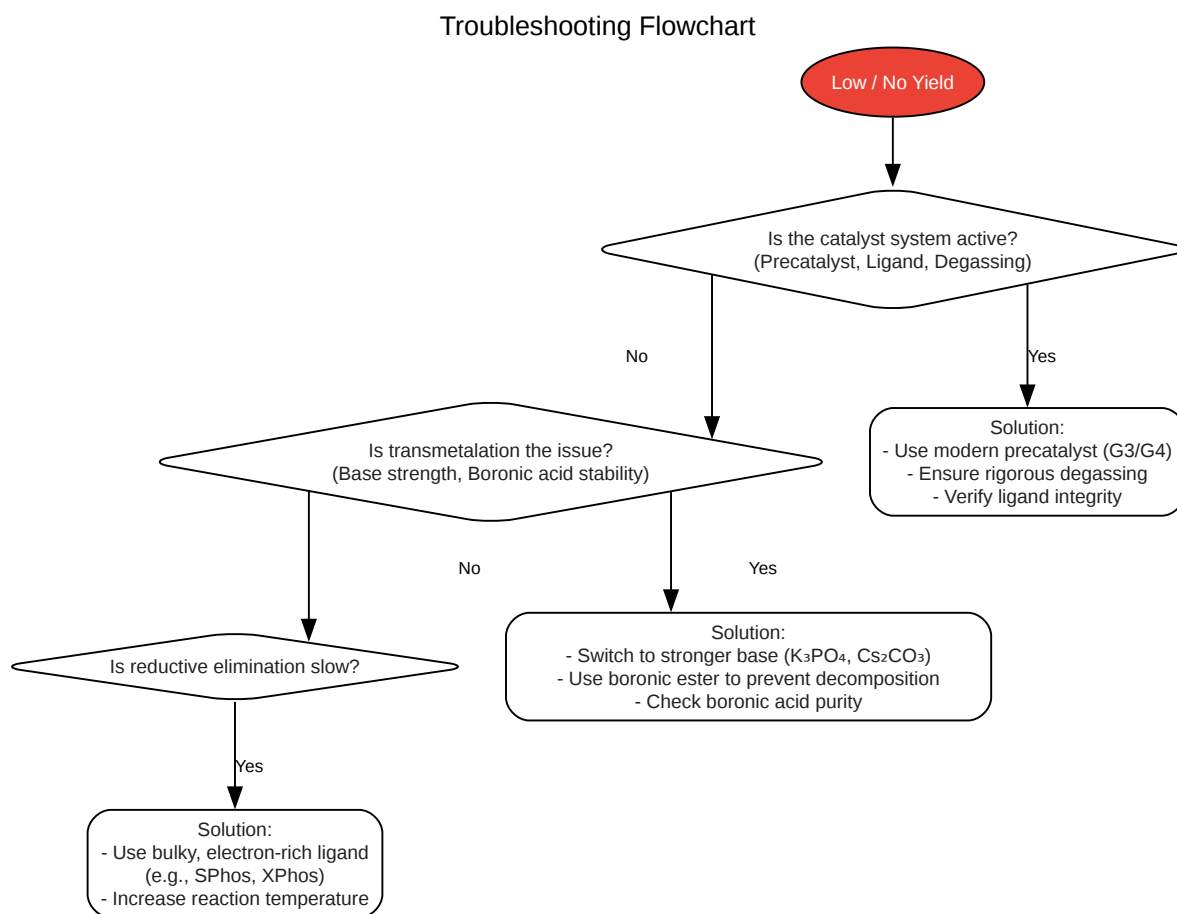 Troubleshooting Flowchart
Low / No Yield
Is the catalyst system active?
(Precatalyst, Ligand, Degassing)
No
Yes
Solution:
- Use modern precatalyst (G3/G4)
- Ensure rigorous degassing
- Verify ligand integrity
Is transmetalation the issue?
(Base strength, Boronic acid stability)
No
Yes
Solution:
- Switch to stronger base (K₃PO₄, Cs₂CO₃)
- Use boronic ester to prevent decomposition
- Check boronic acid purity
Is reductive elimination slow?
Yes
Solution:
- Use bulky, electron-rich ligand
(e.g., SPhos, XPhos)
- Increase reaction temperature